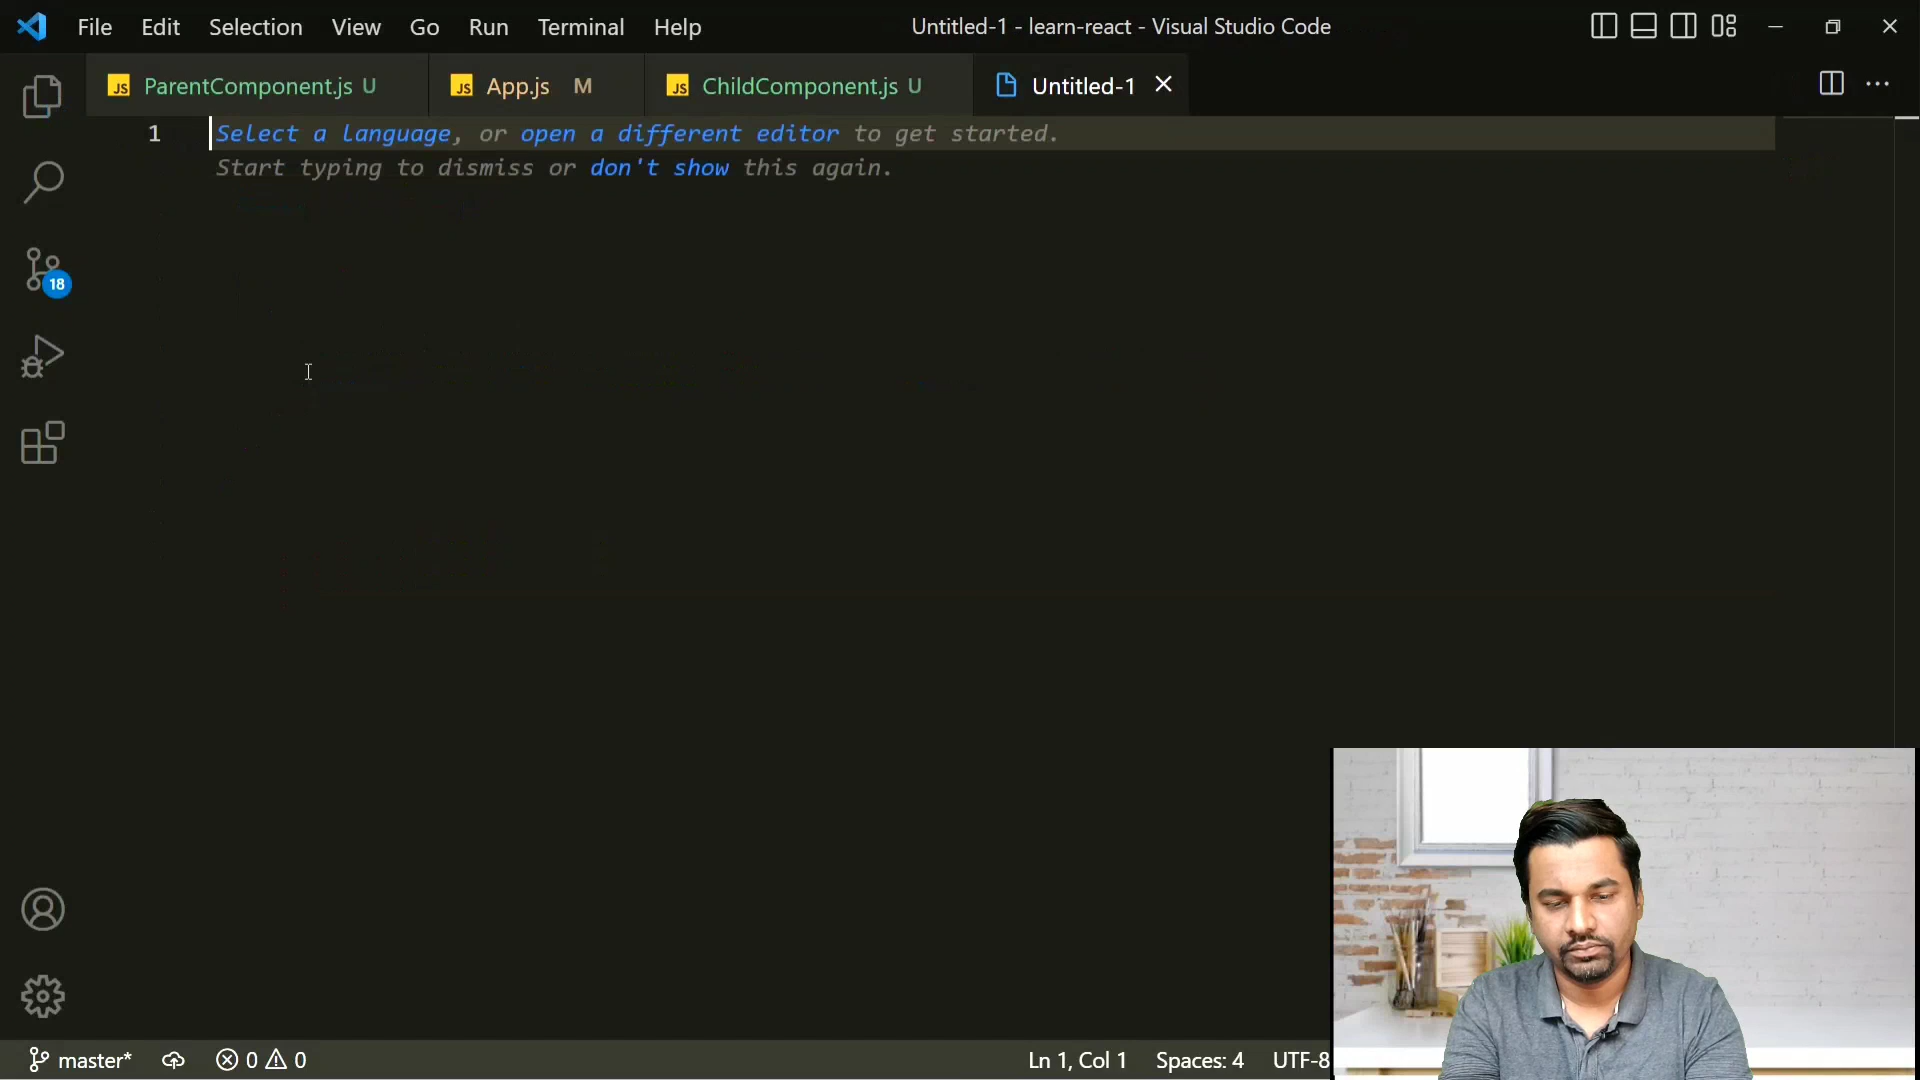 File Edit Selection View Go Run Terminal Help Untitled-1 - learn-react - Visual Studio Code
JS ParentComponent.js U JS App.js M JS ChildComponent.js U Untitled-1
1 Select a language, or open a different editor to get started.
Start typing to dismiss or don't show this again.
18
master* 0 0 Ln 1, Col 1 Spaces: 4 UTF-8